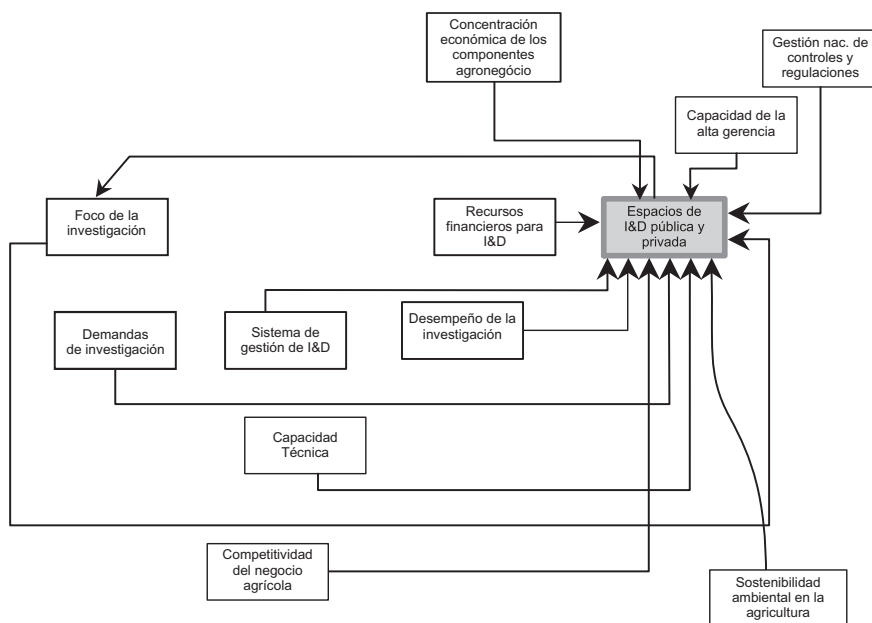 Concentración
económica de los
componentes
agronegócio
Gestión nac. de
controles y
regulaciones
Capacidad de la
alta gerencia
Foco de la
investigación
Recursos
financieros para
I&D
Espacios de
I&D pública y
privada
Demandas
de investigación
Sistema de
gestión de I&D
Desempeño de la
investigación
Capacidad
Técnica
Competitividad
del negocio
agrícola
Sostenibilidad
ambiental en la
agricultura